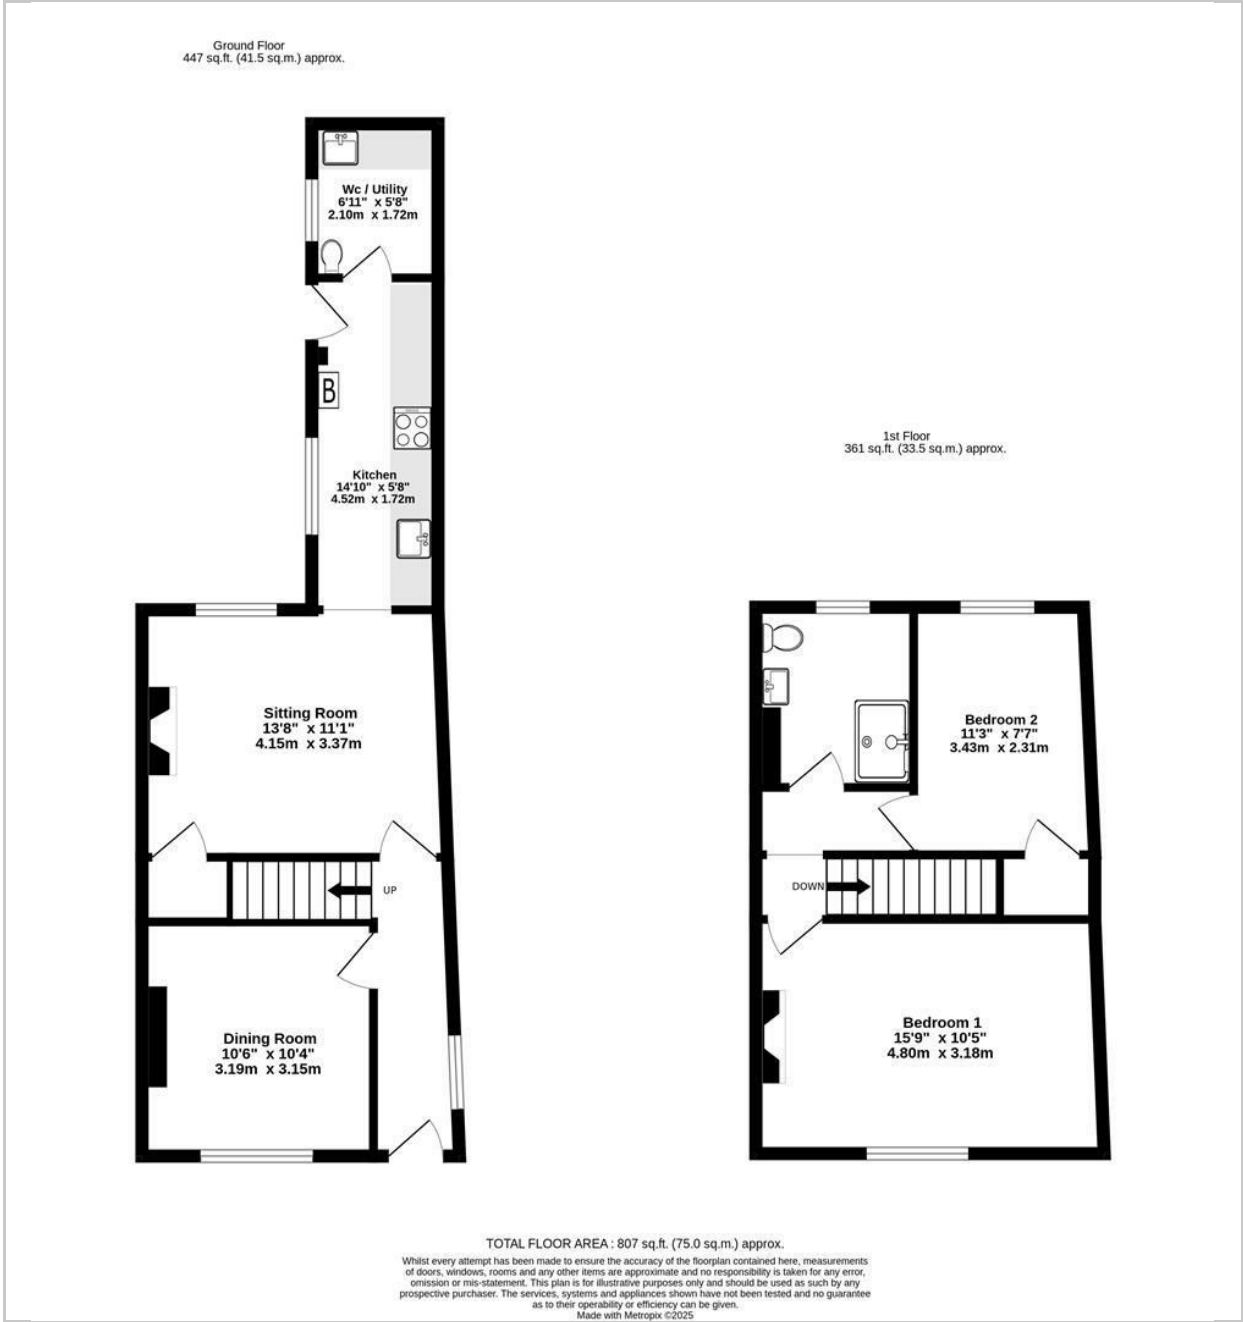 Ground Floor
447 sq.ft. (41.5 sq.m.) approx.
Wc / Utility
6'11" x 5'8"
2.10m x 1.72m
B
Kitchen
14'10" x 5'8"
4.52m x 1.72m
Sitting Room
13'8" x 11'1"
4.15m x 3.37m
UP
Dining Room
10'6" x 10'4"
3.19m x 3.15m
1st Floor
361 sq.ft. (33.5 sq.m.) approx.
Bedroom 2
11'3" x 7'7"
3.43m x 2.31m
DOWN
Bedroom 1
15'9" x 10'5"
4.80m x 3.18m
TOTAL FLOOR AREA : 807 sq.ft. (75.0 sq.m.) approx.
Whilst every attempt has been made to ensure the accuracy of the floorplan contained here, measurements
of doors, windows, rooms and any other items are approximate and no responsibility is taken for any error,
omission or mis-statement. This plan is for illustrative purposes only and should be used as such by any
prospective purchaser. The services, systems and appliances shown have not been tested and no guarantee
as to their operability or efficiency can be given.
Made with Metropix ©2025